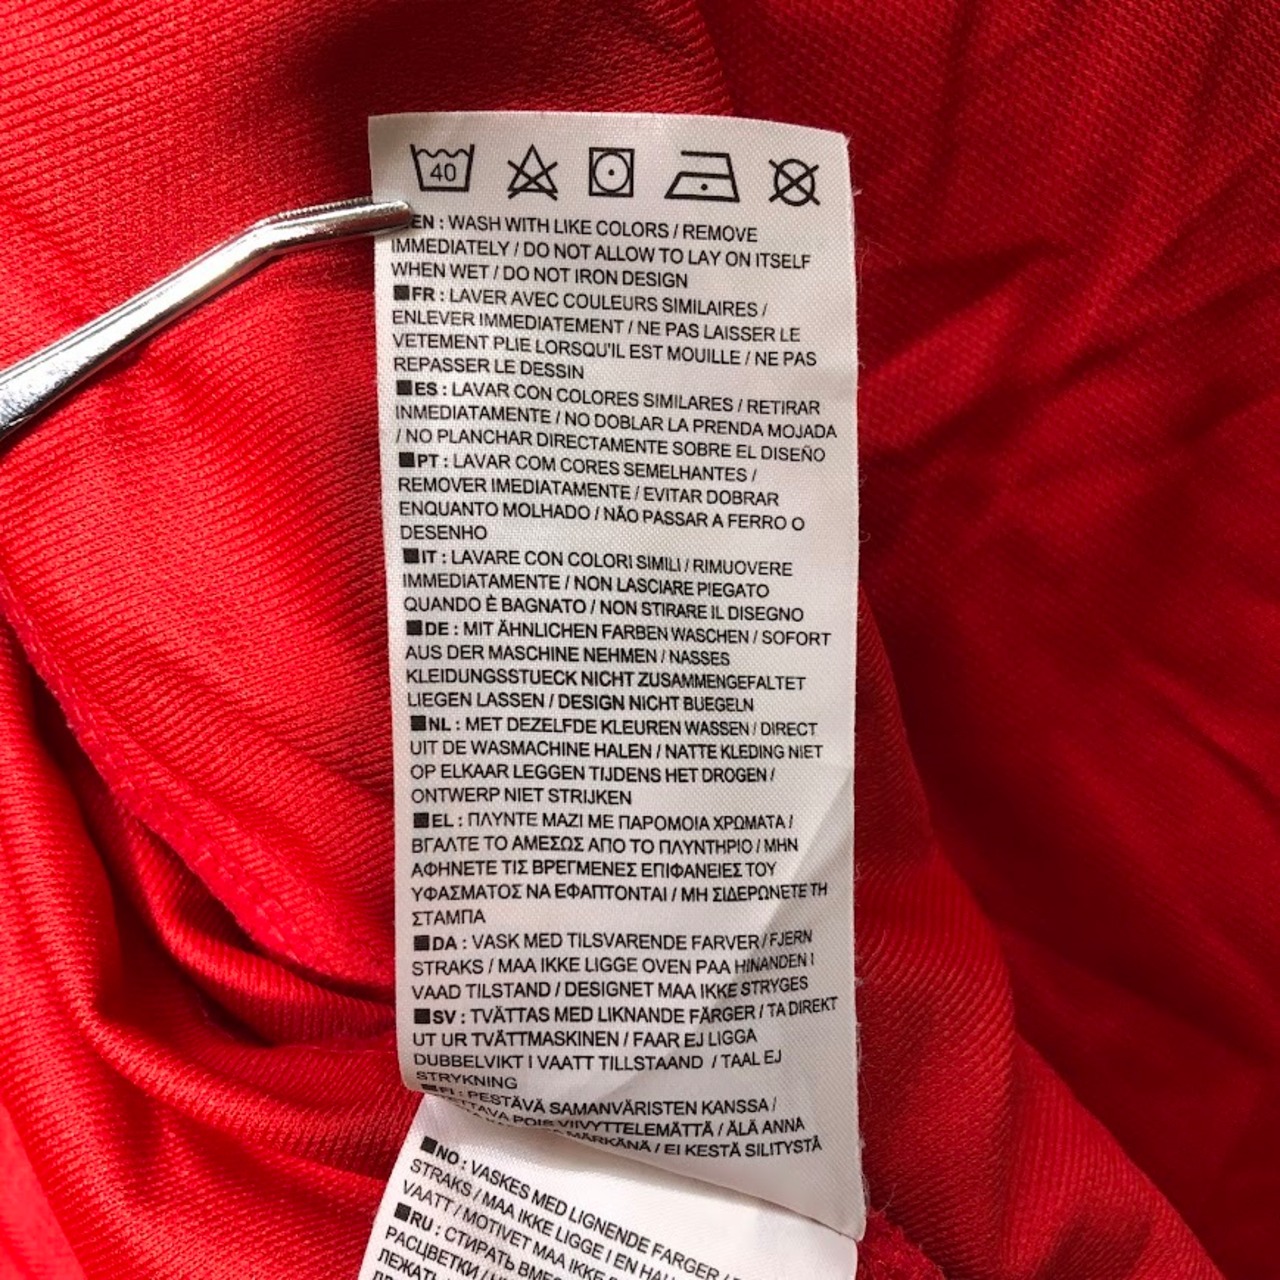 40
EN : WASH WITH LIKE COLORS / REMOVE
IMMEDIATELY / DO NOT ALLOW TO LAY ON ITSELF
WHEN WET / DO NOT IRON DESIGN
■FR : LAVER AVEC COULEURS SIMILAIRES /
ENLEVER IMMEDIATEMENT / NE PAS LAISSER LE
VETEMENT PLIE LORSQU'IL EST MOUILLE / NE PAS
REPASSER LE DESSIN
■ES : LAVAR CON COLORES SIMILARES / RETIRAR
INMEDIATAMENTE / NO DOBLAR LA PRENDA MOJADA
/ NO PLANCHAR DIRECTAMENTE SOBRE EL DISEÑO
■PT : LAVAR COM CORES SEMELHANTES /
REMOVER IMEDIATAMENTE / EVITAR DOBRAR
ENQUANTO MOLHADO / NÃO PASSAR A FERRO O
DESENHO
■IT : LAVARE CON COLORI SIMILI / RIMUOVERE
IMMEDIATAMENTE / NON LASCIARE PIEGATO
QUANDO È BAGNATO / NON STIRARE IL DISEGNO
■DE : MIT ÄHNLICHEN FARBEN WASCHEN / SOFORT
AUS DER MASCHINE NEHMEN / NASSES
KLEIDUNGSSTUECK NICHT ZUSAMMENGEFALTET
LIEGEN LASSEN / DESIGN NICHT BUEGELN
■NL : MET DEZELFDE KLEUREN WASSEN / DIRECT
UIT DE WASMACHINE HALEN / NATTE KLEDING NIET
OP ELKAAR LEGGEN TIJDENS HET DROGEN /
ONTWERP NIET STRIJKEN
■EL : ΠΛΥΝΤΕ ΜΑΖΙ ΜΕ ΠΑΡΟΜΟΙΑ ΧΡΩΜΑΤΑ /
ΒΓΑΛΤΕ ΤΟ ΑΜΕΣΩΣ ΑΠΟ ΤΟ ΠΛΥΝΤΗΡΙΟ / ΜΗΝ
ΑΦΗΝΕΤΕ ΤΙΣ ΒΡΕΓΜΕΝΕΣ ΕΠΙΦΑΝΕΙΕΣ ΤΟΥ
ΥΦΑΣΜΑΤΟΣ ΝΑ ΕΦΑΠΤΟΝΤΑΙ / ΜΗ ΣΙΔΕΡΩΝΕΤΕ ΤΗ
ΣΤΑΜΠΑ
■DA : VASK MED TILSVARENDE FARVER / FJERN
STRAKS / MAA IKKE LIGGE OVEN PAA HINANDEN I
VAAD TILSTAND / DESIGNET MAA IKKE STRYGES
■SV : TVÄTTAS MED LIKNANDE FÄRGER / TA DIREKT
UT UR TVÄTTMASKINEN / FAAR EJ LIGGA
DUBBELVIKT I VAATT TILLSTAAND / TAAL EJ
STRYKNING
■FI : PESTÄVÄ SAMANVÄRISTEN KANSSA /
POIS VIIVYTTELEMÄTTÄ / ÄLÄ ANNA
MÄRKÄNÄ / EI KESTÄ SILITYSTÄ
■NO : VASKES MED LIGNENDE FARGER /
STRAKS / MAA IKKE LIGGE I EN
VAATT / MOTIVET MAA IKKE
■RU : СТИРАТЬ
РАСЦВЕТКИ /